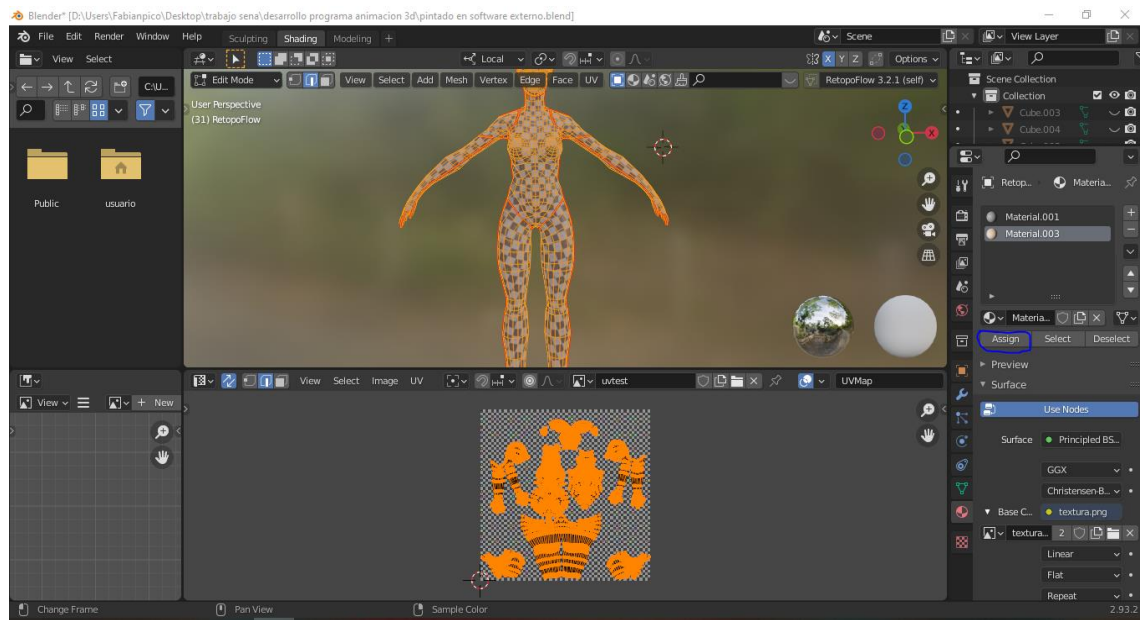 Blender* [D:\Users\Fabianpico\Desktop\trabajo sena\desarrollo programa animacion 3d\pintado en software externo.blend]
File Edit Render Window Help Sculpting Shading Modeling + Scene View Layer
View Select Local X Y Z Options
C:\U...
Edit Mode View Select Add Mesh Vertex Edge Face UV RetopoFlow 3.2.1 (self)
User Perspective
(31) RetopoFlow
Z
X
Public usuario
Scene Collection
Collection
Cube.003
Cube.004
Retop... Materia...
Material.001
Material.003
Materia...
Assign Select Deselect
Preview
Surface
Use Nodes
Surface Principled BS...
GGX
Christensen-B...
Base C... textura.png
textura... 2
Linear
Flat
Repeat
View + New
View Select Image UV uvtest UVMap
Change Frame Pan View Sample Color 2.93.2